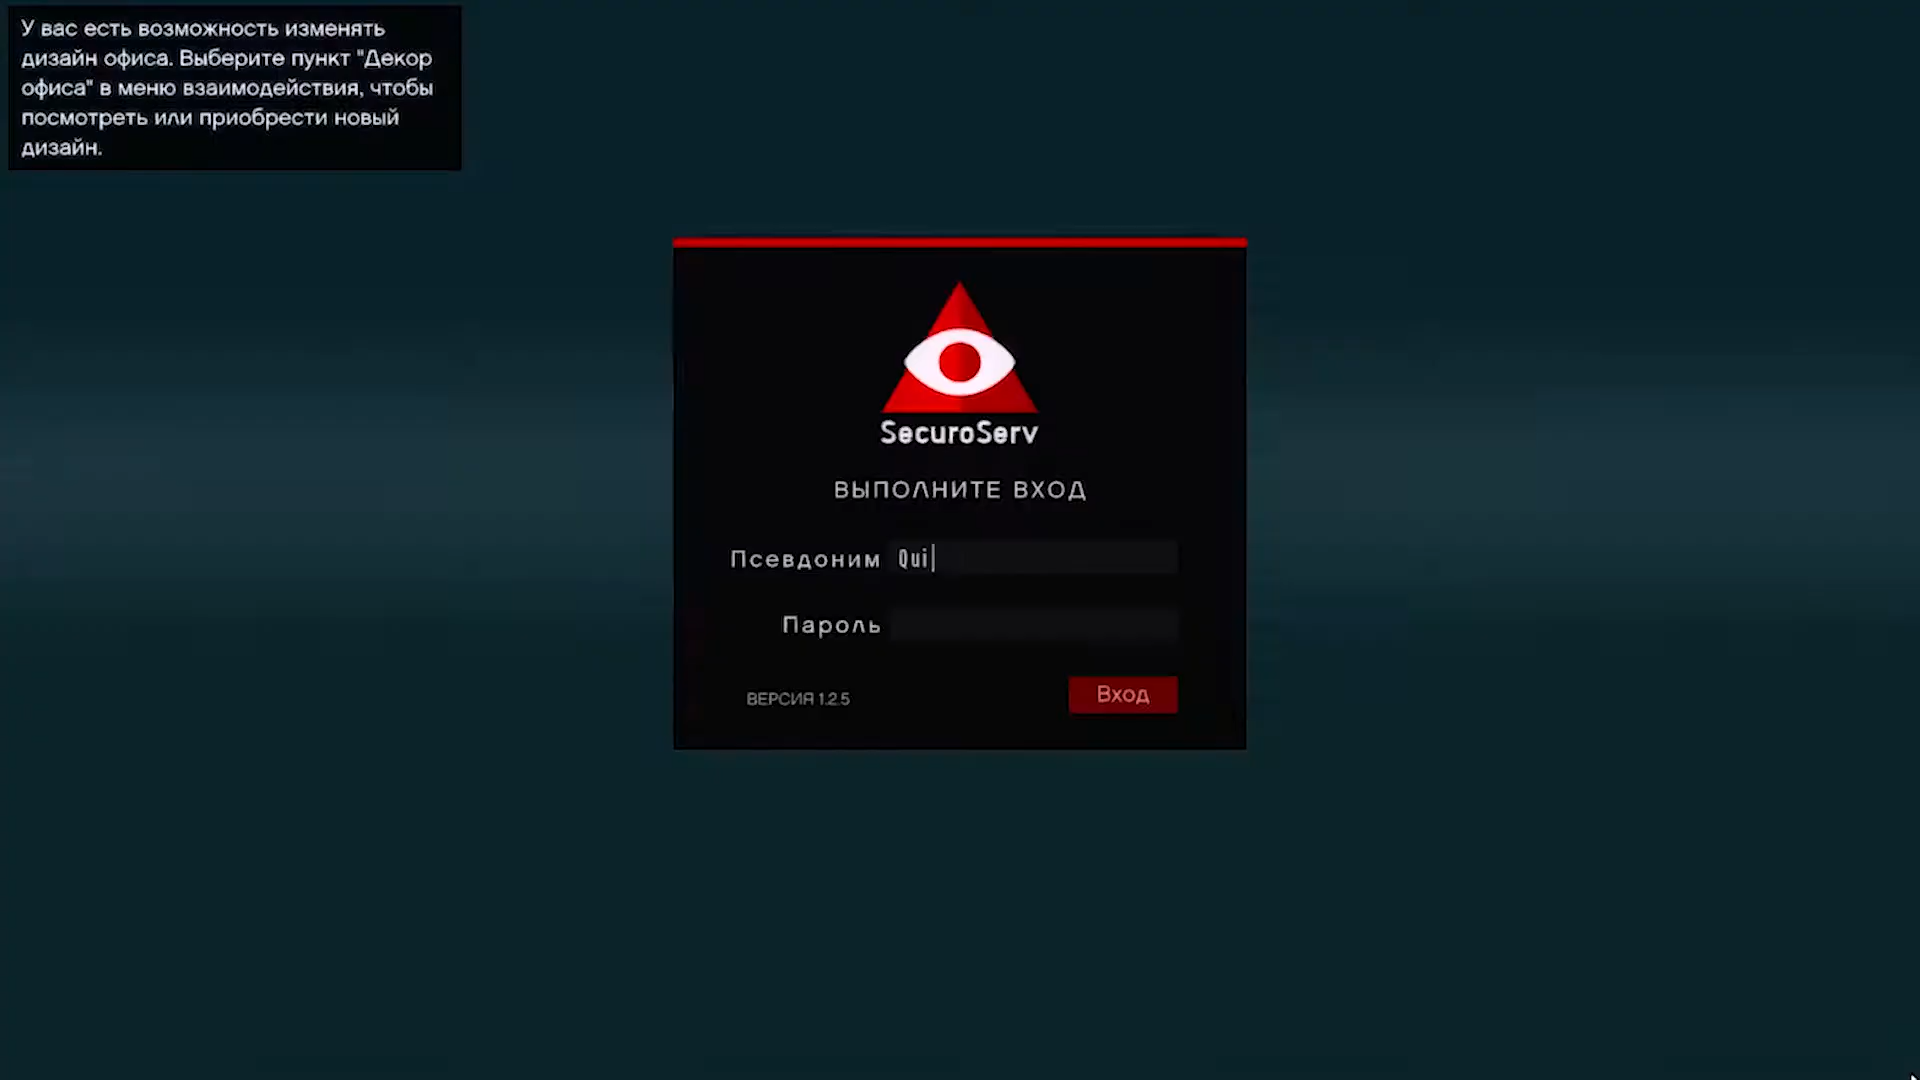 У вас есть возможность изменять
дизайн офиса. Выберите пункт "Декор
офиса" в меню взаимодействия, чтобы
посмотреть или приобрести новый
дизайн.
SecuroServ
ВЫПОЛНИТЕ ВХОД
Псевдоним Qui
Пароль
ВЕРСИЯ 1.2.5
Вход